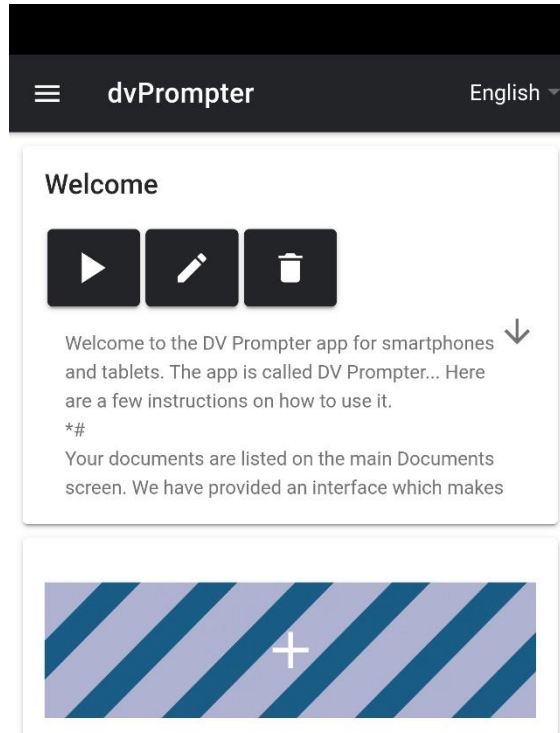 dvPrompter
English
Welcome
Welcome to the DV Prompter app for smartphones
and tablets. The app is called DV Prompter... Here
are a few instructions on how to use it.
*#
Your documents are listed on the main Documents
screen. We have provided an interface which makes